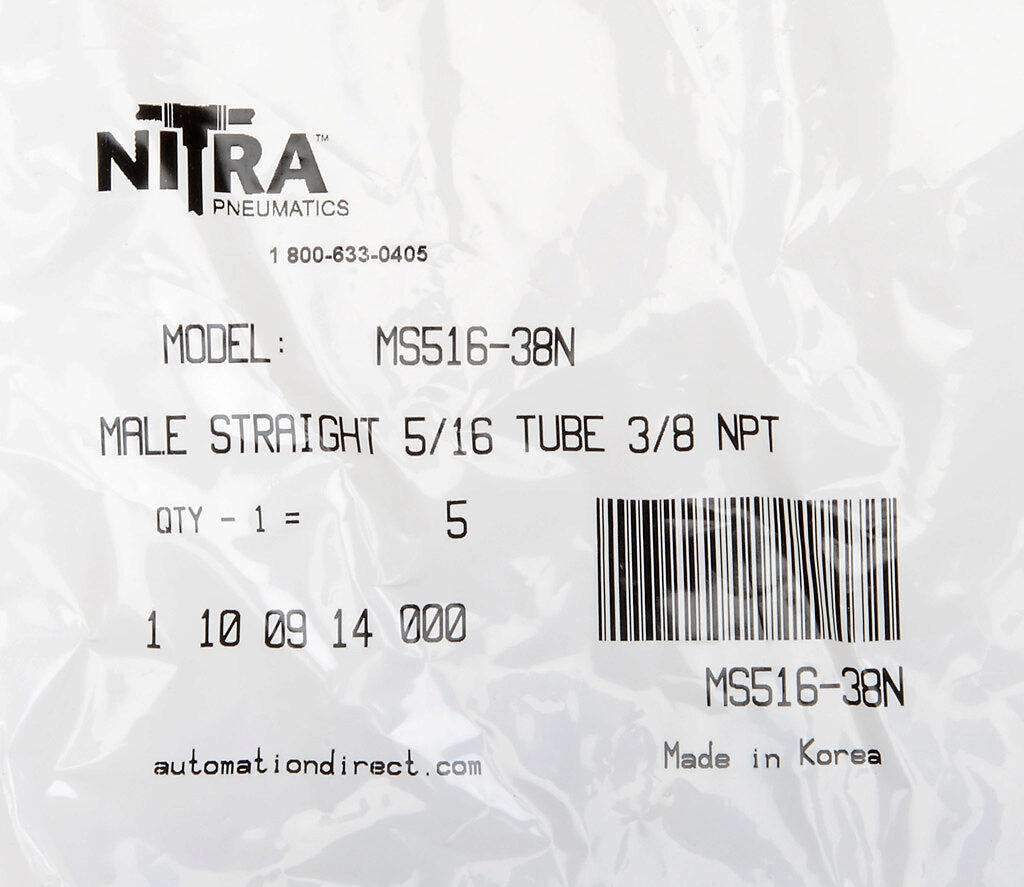 NITRA™
PNEUMATICS
1 800-633-0405
MODEL: MS516-38N
MALE STRAIGHT 5/16 TUBE 3/8 NPT
QTY - 1 = 5
1 10 09 14 000
MS516-38N
automationdirect.com
Made in Korea